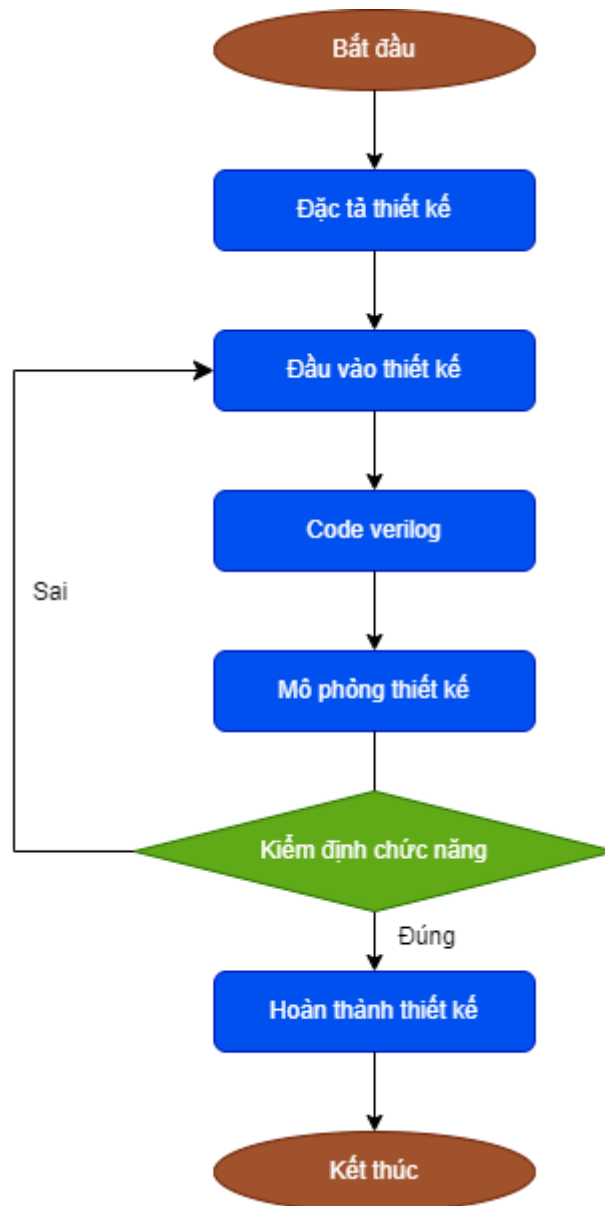 Bắt đầu
Đặc tả thiết kế
Đầu vào thiết kế
Code verilog
Sai
Mô phỏng thiết kế
Kiểm định chức năng
Đúng
Hoàn thành thiết kế
Kết thúc